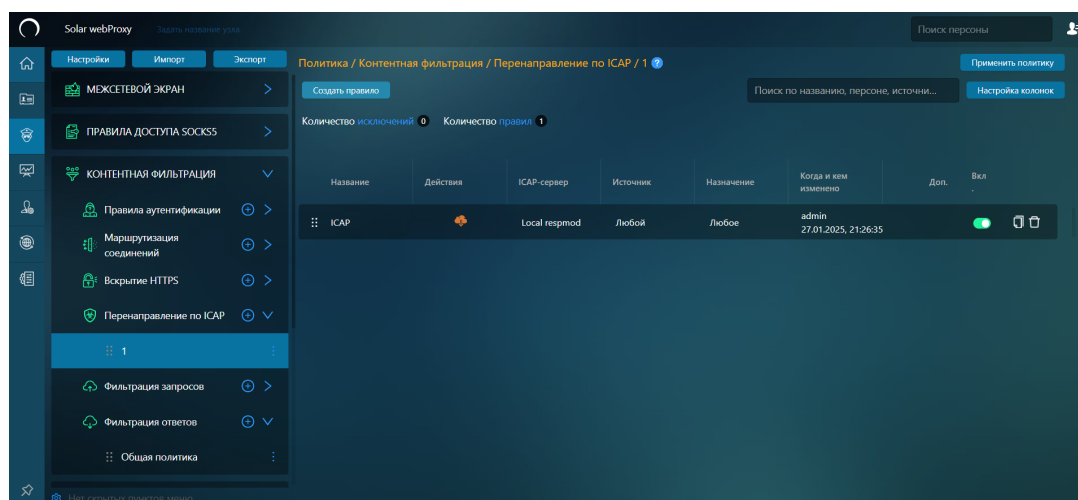 Solar webProxy
Задать название узла
Поиск персоны
Настройки
Импорт
Экспорт
Политика / Контентная фильтрация / Перенаправление по ICAP / 1
Применить политику
МЕЖСЕТЕВОЙ ЭКРАН
Создать правило
Поиск по названию, персоне, источни...
Настройка колонок
Количество исключений 0 Количество правил 1
ПРАВИЛА ДОСТУПА SOCKS5
КОНТЕНТНАЯ ФИЛЬТРАЦИЯ
Правила аутентификации
Маршрутизация
соединений
Вскрытие HTTPS
Перенаправление по ICAP
1
Фильтрация запросов
Фильтрация ответов
Общая политика
Нет скрытых пунктов меню
Название
Действия
ICAP-сервер
Источник
Назначение
Когда и кем
изменено
Доп.
Вкл
.
ICAP
Local respmod
Любой
Любое
admin
27.01.2025, 21:26:35